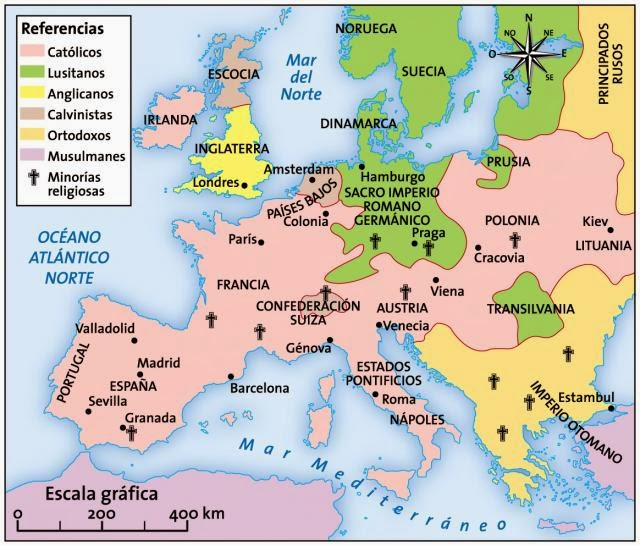 Referencias
Católicos
Lusitanos
Anglicanos
Calvinistas
Ortodoxos
Musulmanes
Minorías
religiosas
NORUEGA
SUECIA
N
NO
NE
O
E
SO
SE
S
PRINCIPADOS
RUSOS
Mar
del
Norte
ESCOCIA
IRLANDA
DINAMARCA
INGLATERRA
Londres
Amsterdam
PAÍSES BAJOS
Hamburgo
SACRO IMPERIO
ROMANO
GERMÁNICO
Colonia
Praga
PRUSIA
POLONIA
Cracovia
Kiev
LITUANIA
OCÉANO
ATLÁNTICO
NORTE
París
FRANCIA
CONFEDERACIÓN
SUIZA
AUSTRIA
Viena
TRANSILVANIA
Venecia
Génova
Valladolid
PORTUGAL
Madrid
ESPAÑA
Sevilla
Granada
Barcelona
ESTADOS
PONTIFICIOS
Roma
NÁPOLES
IMPERIO OTOMANO
Estambul
Mar Mediterráneo
Escala gráfica
0 200 400 km